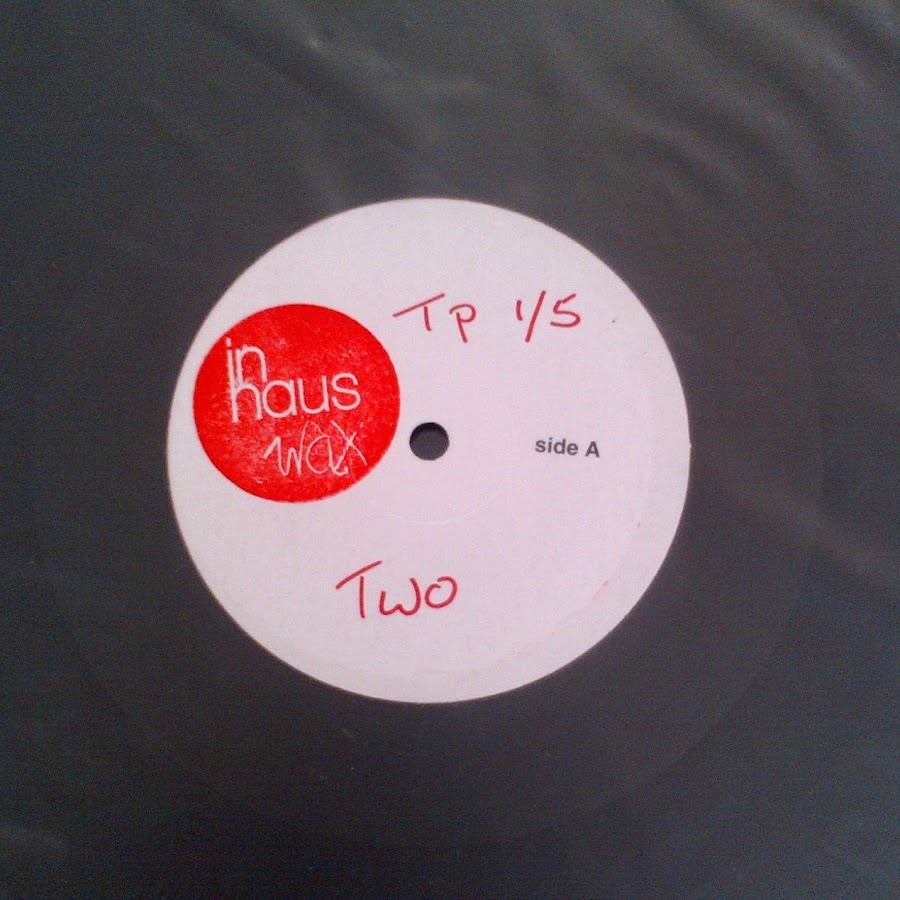 TP 1/5
in
haus
wax
side A
Two